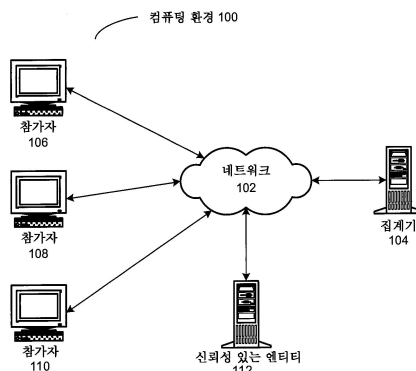 컴퓨팅 환경 100
참가자
106
네트워크
102
참가자
108
집계기
104
참가자
110
신뢰성 있는 엔티티
112